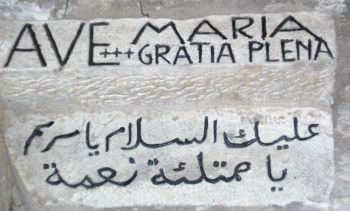 AVE MARIA
+++ GRATIA PLENA
عليك السلام يا مريم
يا ممتلئة نعمة